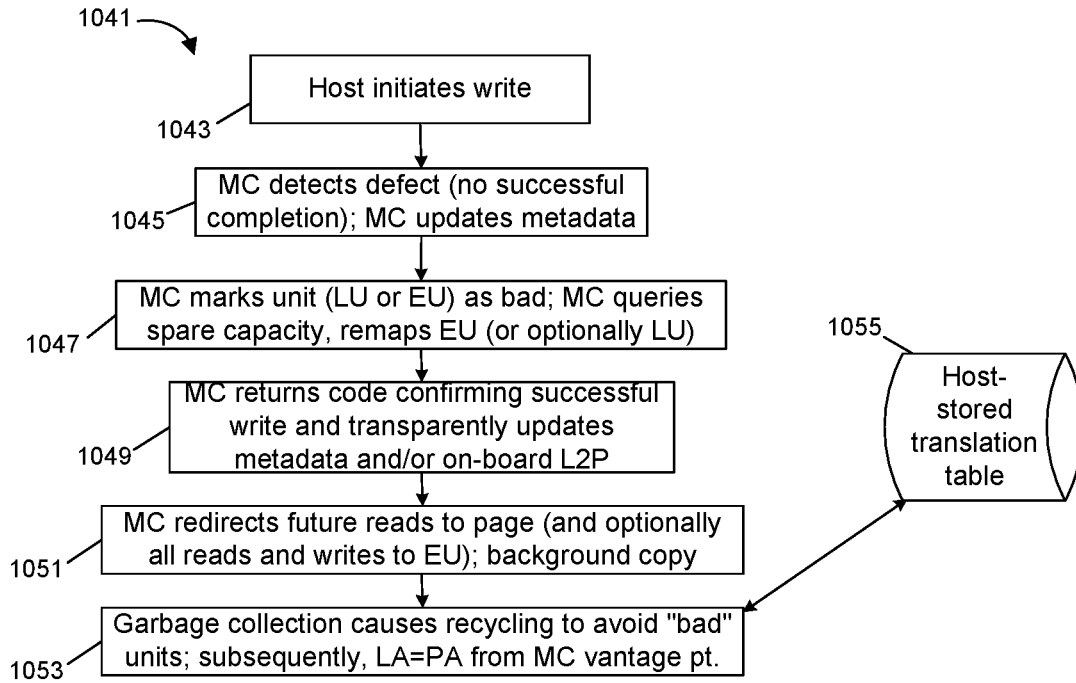 1041
Host initiates write
1043
MC detects defect (no successful
completion); MC updates metadata
1045
MC marks unit (LU or EU) as bad; MC queries
spare capacity, remaps EU (or optionally LU)
1047
1055
Host-
stored
translation
table
MC returns code confirming successful
write and transparently updates
metadata and/or on-board L2P
1049
MC redirects future reads to page (and optionally
all reads and writes to EU); background copy
1051
Garbage collection causes recycling to avoid "bad"
units; subsequently, LA=PA from MC vantage pt.
1053